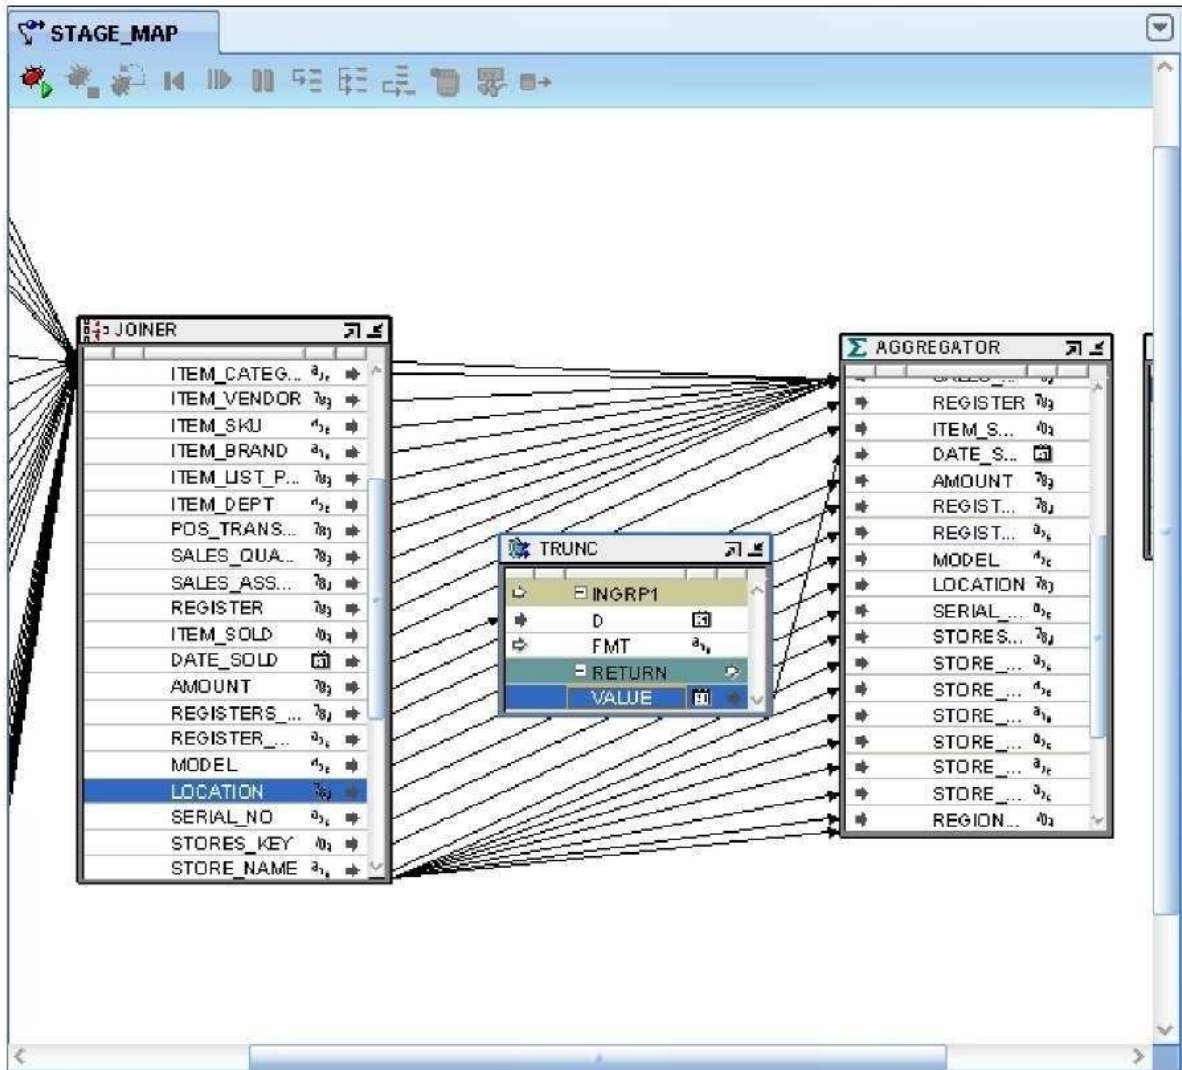 STAGE_MAP
JOINER
ITEM_CATEG...
ITEM_VENDOR
ITEM_SKU
ITEM_BRAND
ITEM_LIST_P...
ITEM_DEPT
POS_TRANS...
SALES_QUA...
SALES_ASS...
REGISTER
ITEM_SOLD
DATE_SOLD
AMOUNT
REGISTERS_...
REGISTER_...
MODEL
LOCATION
SERIAL_NO
STORES_KEY
STORE_NAME
TRUNC
INGRP1
D
FMT
RETURN
VALUE
AGGREGATOR
REGISTER
ITEM_S...
DATE_S...
AMOUNT
REGIST...
REGIST...
MODEL
LOCATION
SERIAL_...
STORES...
STORE_...
STORE_...
STORE_...
STORE_...
STORE_...
STORE_...
REGION...